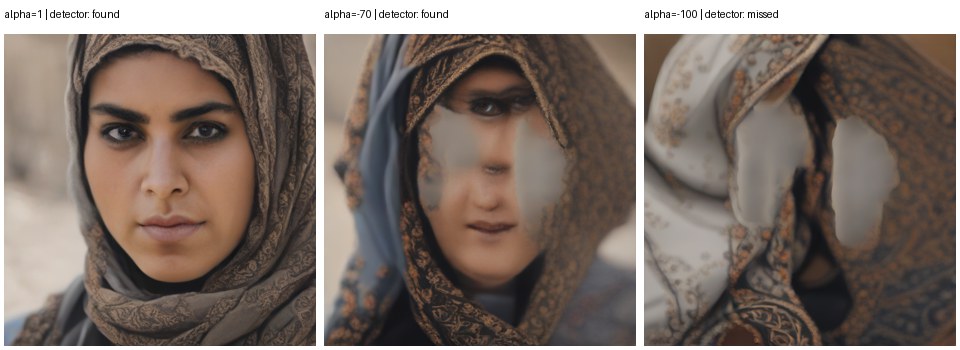 alpha=1 | detector: found
alpha=-70 | detector: found
alpha=-100 | detector: missed